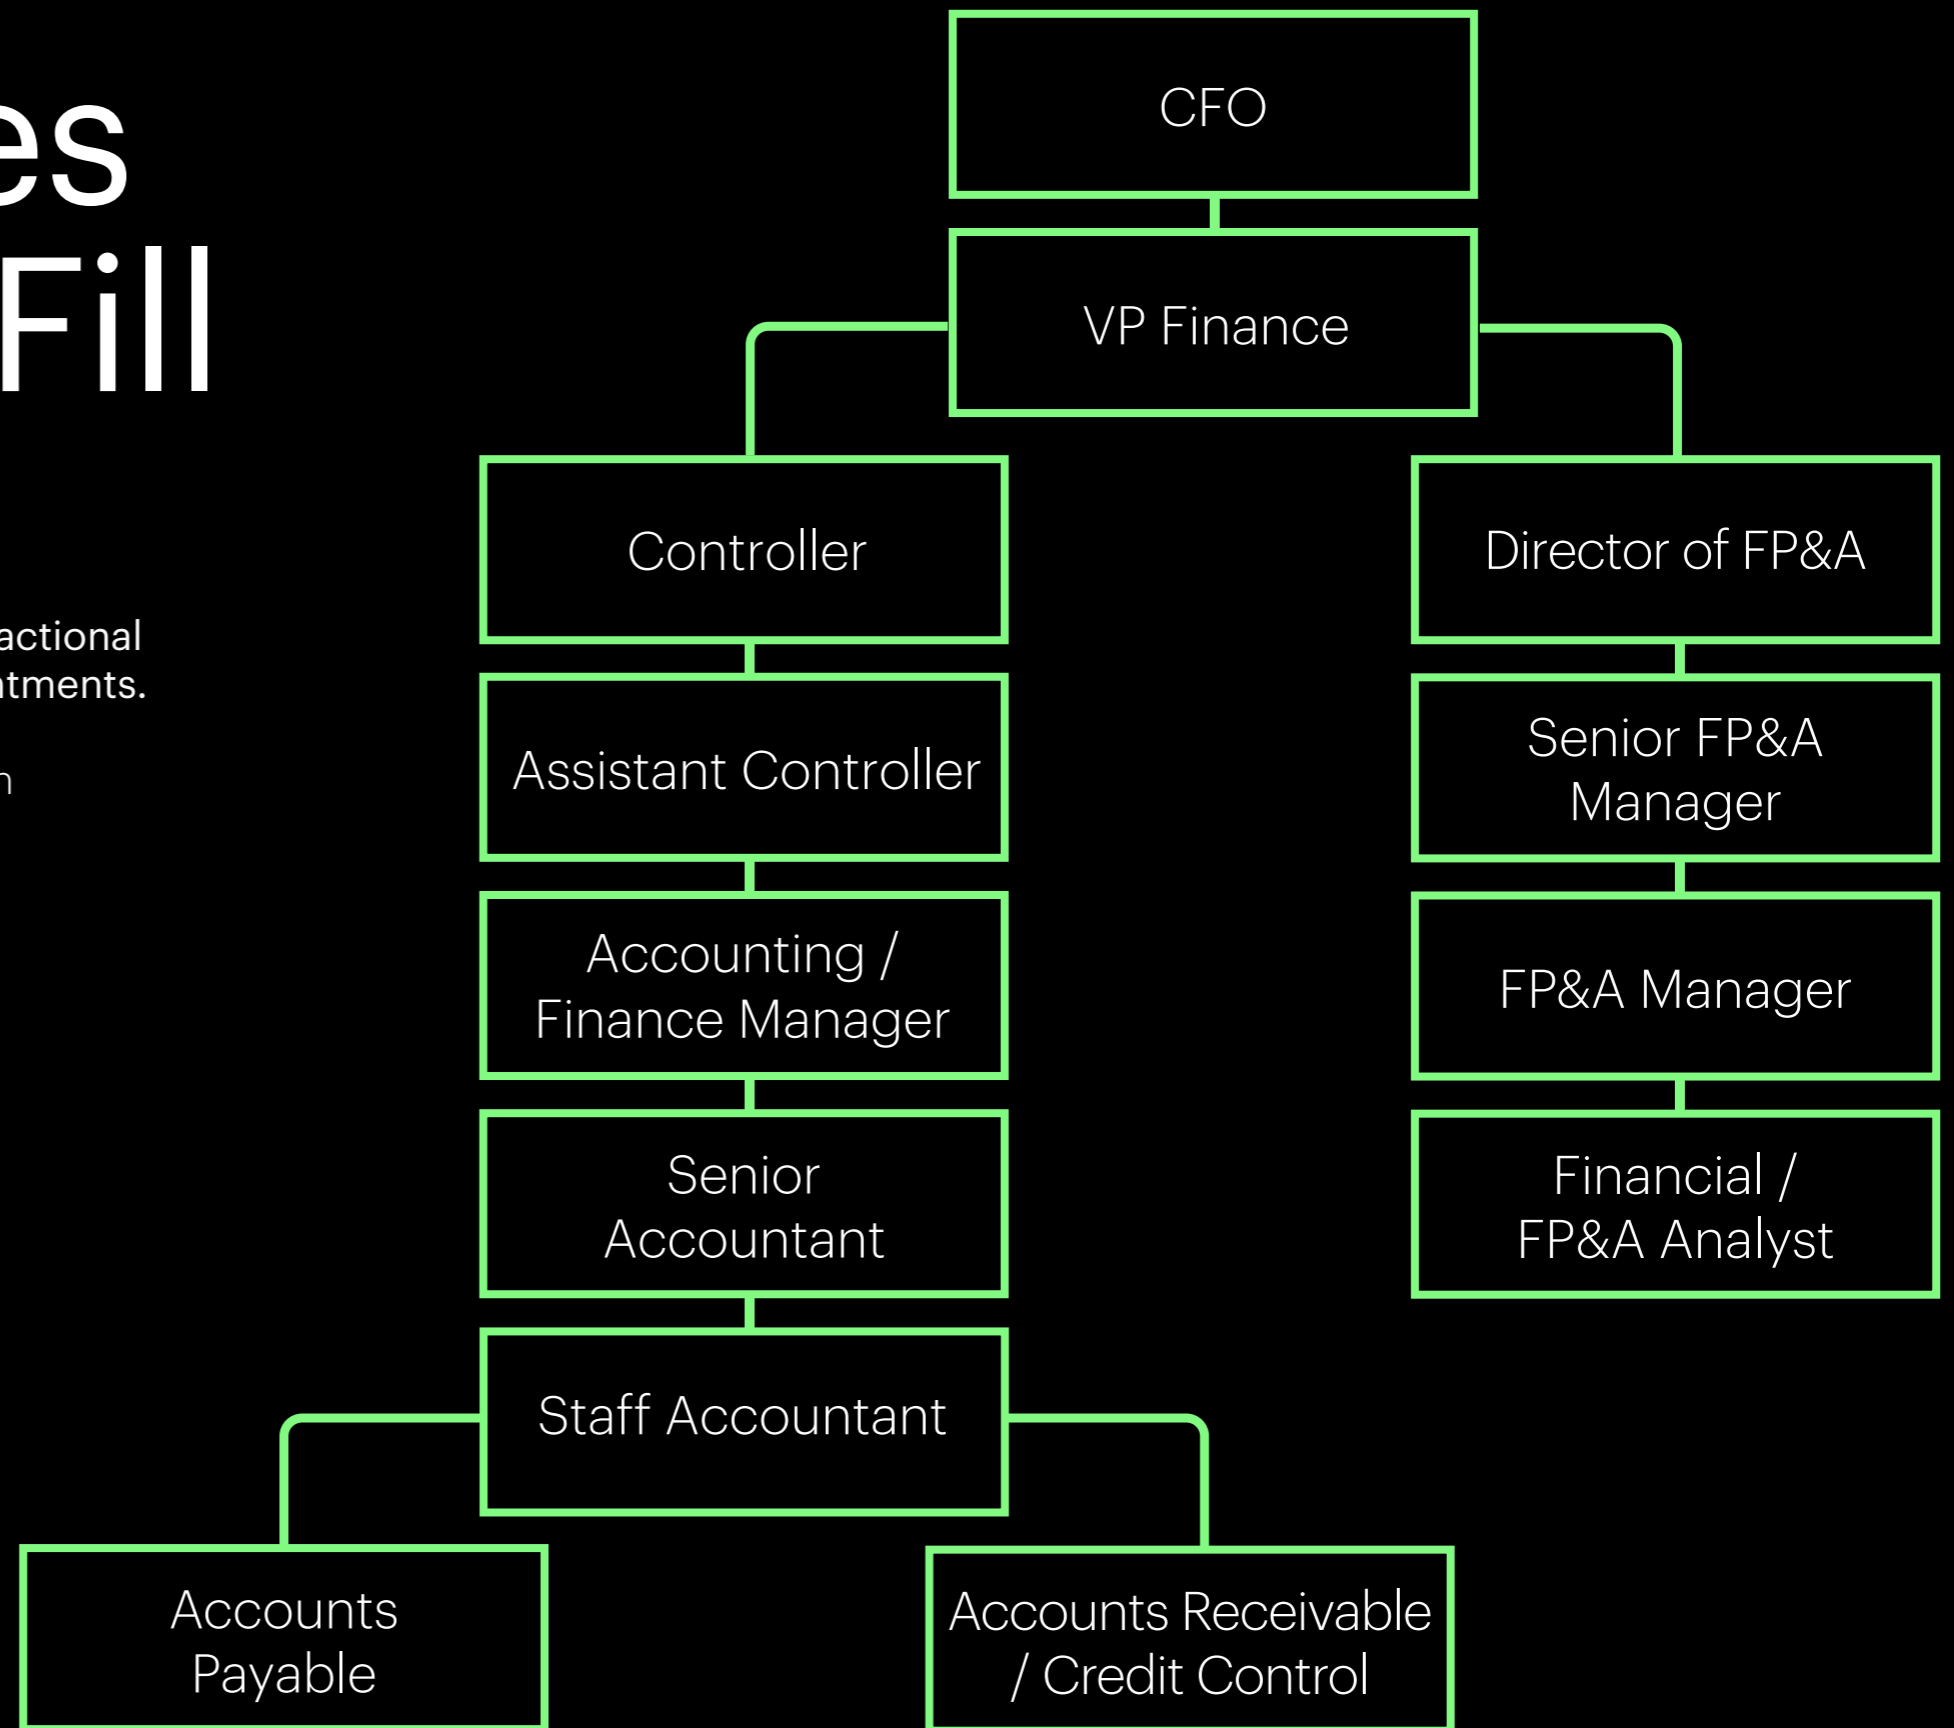 es
Fill
actional
ntments.
n
CFO
VP Finance
Controller
Director of FP&A
Assistant Controller
Senior FP&A
Manager
Accounting /
Finance Manager
FP&A Manager
Senior
Accountant
Financial /
FP&A Analyst
Staff Accountant
Accounts
Payable
Accounts Receivable
/ Credit Control